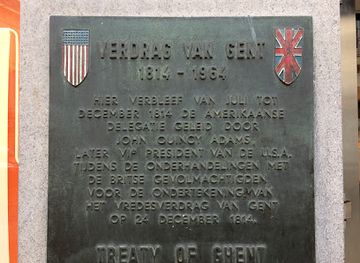 VERDRAG VAN GENT
1814 - 1964
HIER VERBLEEF VAN JULI TOT
DECEMBER 1814 DE AMERIKAANSE
DELEGATIE GELEID DOOR
JOHN QUINCY ADAMS,
LATER VIP PRESIDENT VAN DE U.S.A.
TIJDENS DE ONDERHANDELINGEN MET
DE BRITSE GEVOLMACHTIGDEN
VOOR DE ONDERTEKENING VAN
HET VREDESVERDRAG VAN GENT
OP 24 DECEMBER 1814.
TREATY OF GHENT